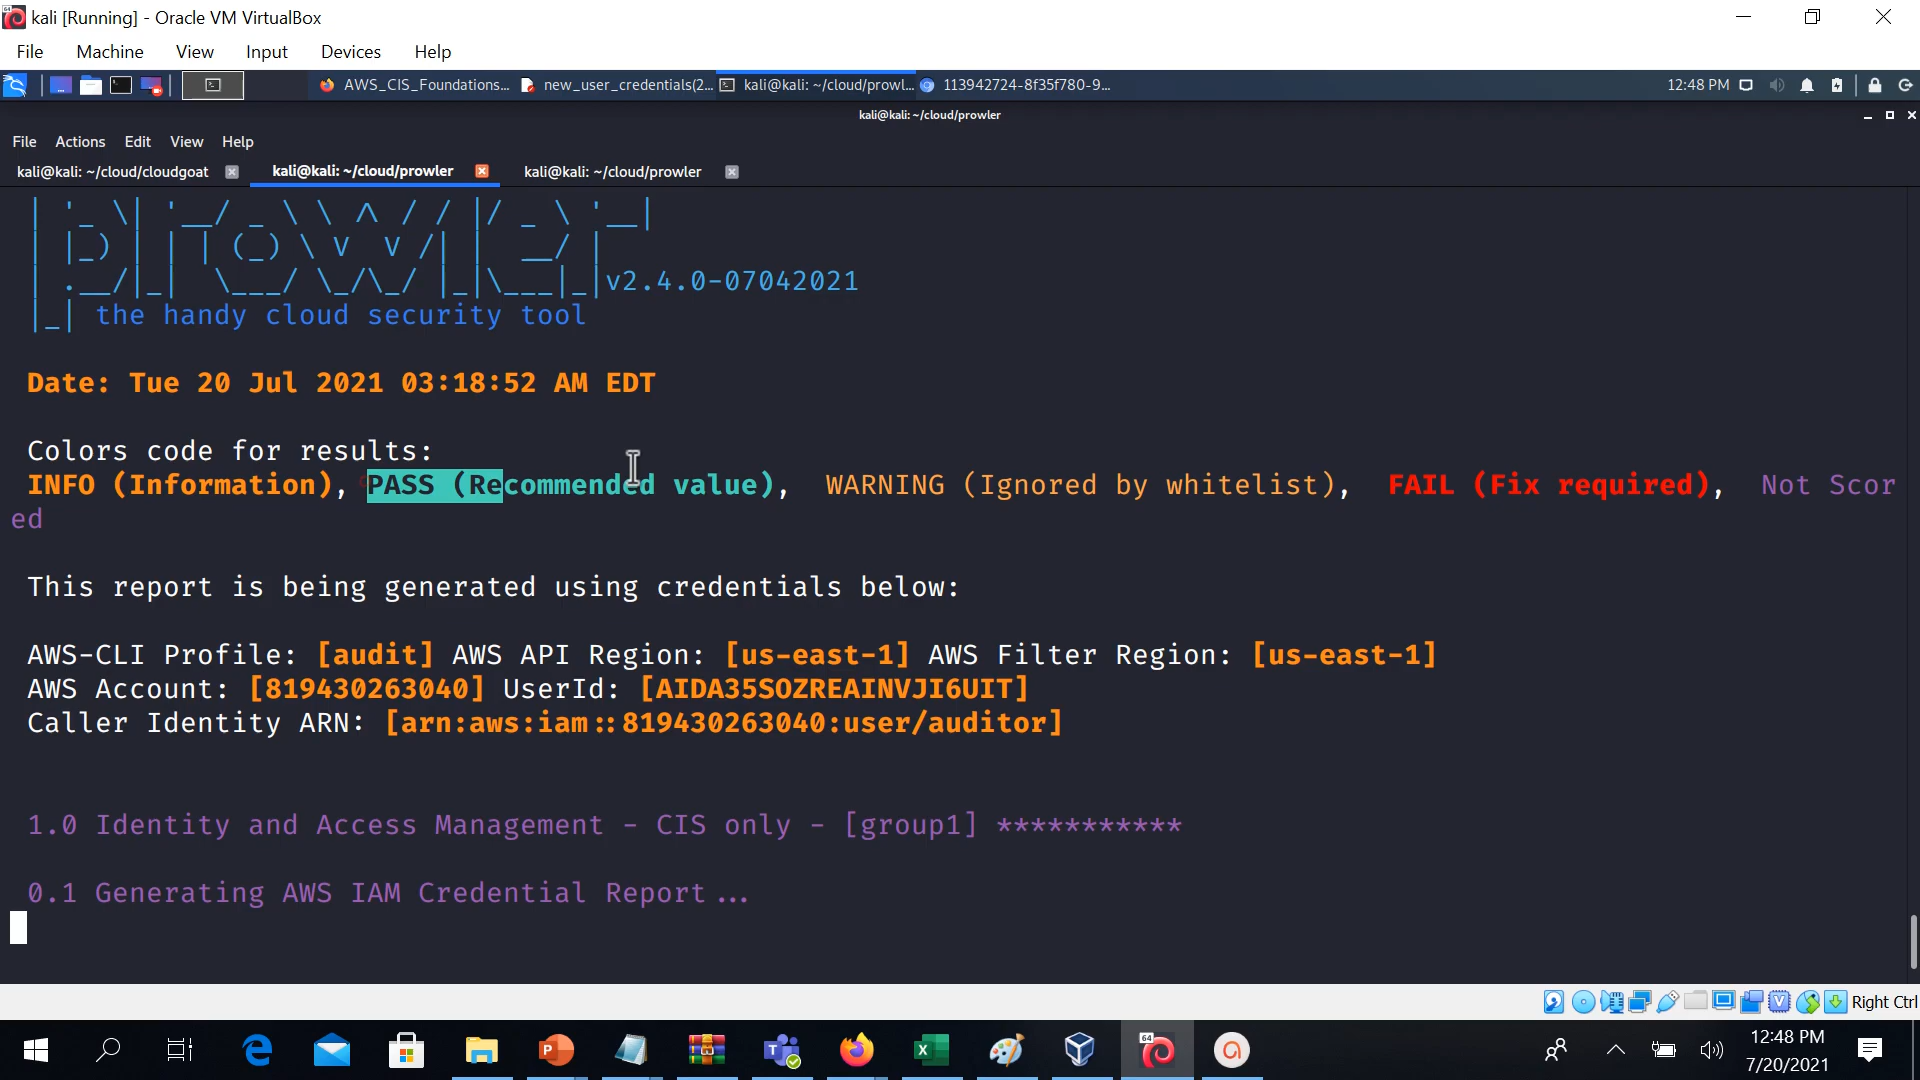 kali [Running] - Oracle VM VirtualBox
File Machine View Input Devices Help
AWS_CIS_Foundations... new_user_credentials(2... kali@kali: ~/cloud/prowl... 113942724-8f35f780-9... 12:48 PM
kali@kali: ~/cloud/prowler
File Actions Edit View Help
kali@kali: ~/cloud/cloudgoat kali@kali: ~/cloud/prowler kali@kali: ~/cloud/prowler
| '_ \| '__/ _ \ \ /\ / / |/ _ \ '__|
| |_) | | | (_) \ V  V /| |  __/ |
| .__/|_|  \___/ \_/\_/ |_|\___|_|v2.4.0-07042021
|_| the handy cloud security tool
Date: Tue 20 Jul 2021 03:18:52 AM EDT
Colors code for results:
INFO (Information), PASS (Recommended value), WARNING (Ignored by whitelist), FAIL (Fix required), Not Scor
ed
This report is being generated using credentials below:
AWS-CLI Profile: [audit] AWS API Region: [us-east-1] AWS Filter Region: [us-east-1]
AWS Account: [819430263040] UserId: [AIDA35SOZREAINVJI6UIT]
Caller Identity ARN: [arn:aws:iam::819430263040:user/auditor]
1.0 Identity and Access Management - CIS only - [group1] ***********
0.1 Generating AWS IAM Credential Report ...
Right Ctrl
12:48 PM
7/20/2021